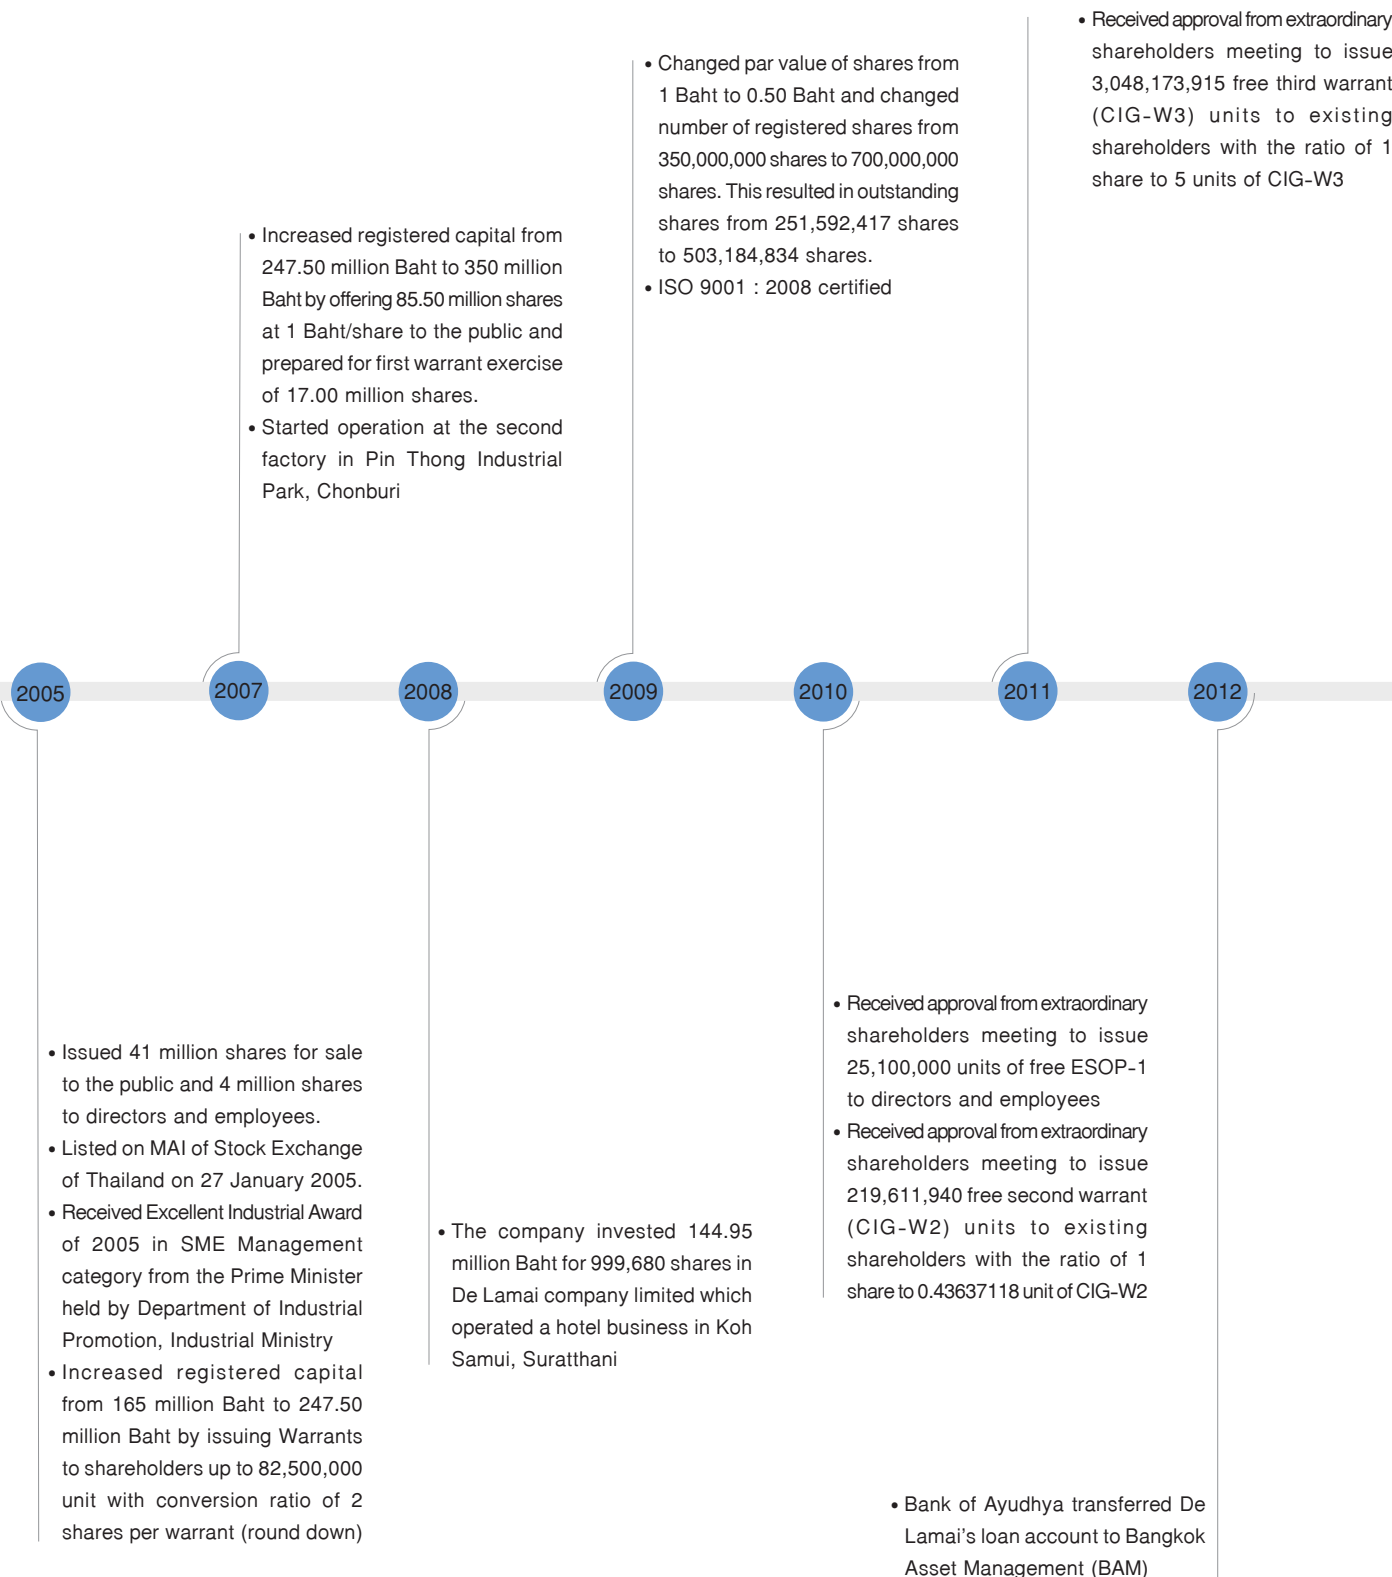 • Received approval from extraordinary
shareholders meeting to issue
3,048,173,915 free third warrant
(CIG-W3) units to existing
shareholders with the ratio of 1
share to 5 units of CIG-W3
• Changed par value of shares from
1 Baht to 0.50 Baht and changed
number of registered shares from
350,000,000 shares to 700,000,000
shares. This resulted in outstanding
shares from 251,592,417 shares
to 503,184,834 shares.
• ISO 9001 : 2008 certified
• Increased registered capital from
247.50 million Baht to 350 million
Baht by offering 85.50 million shares
at 1 Baht/share to the public and
prepared for first warrant exercise
of 17.00 million shares.
• Started operation at the second
factory in Pin Thong Industrial
Park, Chonburi
2005 2007 2008 2009 2010 2011 2012
• Issued 41 million shares for sale
to the public and 4 million shares
to directors and employees.
• Listed on MAI of Stock Exchange
of Thailand on 27 January 2005.
• Received Excellent Industrial Award
of 2005 in SME Management
category from the Prime Minister
held by Department of Industrial
Promotion, Industrial Ministry
• Increased registered capital
from 165 million Baht to 247.50
million Baht by issuing Warrants
to shareholders up to 82,500,000
unit with conversion ratio of 2
shares per warrant (round down)
• The company invested 144.95
million Baht for 999,680 shares in
De Lamai company limited which
operated a hotel business in Koh
Samui, Suratthani
• Received approval from extraordinary
shareholders meeting to issue
25,100,000 units of free ESOP-1
to directors and employees
• Received approval from extraordinary
shareholders meeting to issue
219,611,940 free second warrant
(CIG-W2) units to existing
shareholders with the ratio of 1
share to 0.43637118 unit of CIG-W2
• Bank of Ayudhya transferred De
Lamai's loan account to Bangkok
Asset Management (BAM)